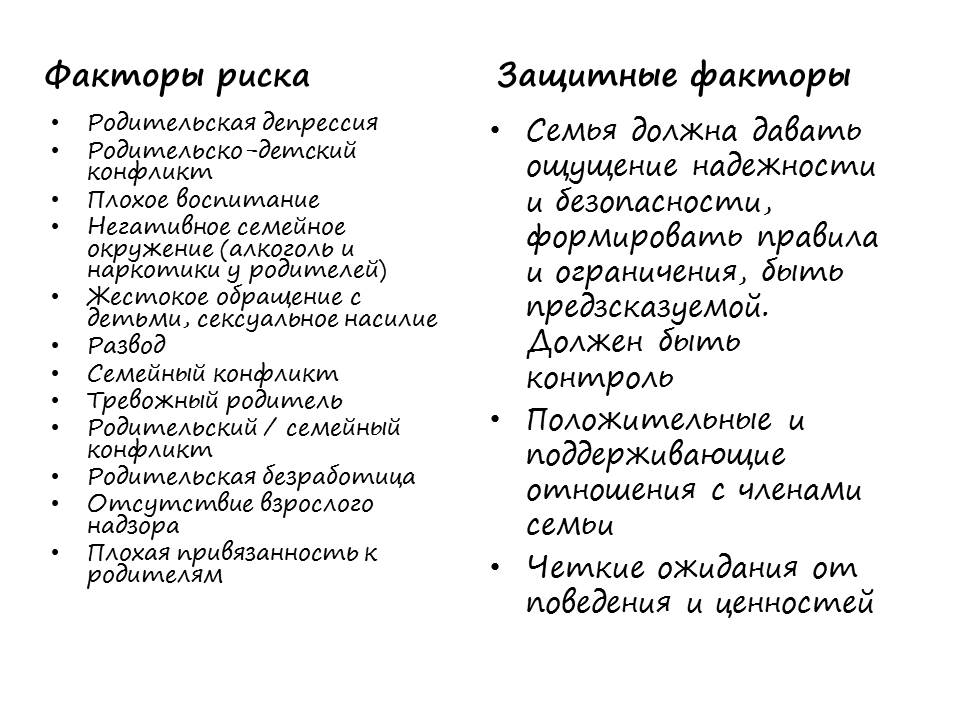 Факторы риска
• Родительская депрессия
• Родительско-детский
конфликт
• Плохое воспитание
• Негативное семейное
окружение (алкоголь и
наркотики у родителей)
• Жестокое обращение с
детьми, сексуальное насилие
• Развод
• Семейный конфликт
• Тревожный родитель
• Родительский / семейный
конфликт
• Родительская безработица
• Отсутствие взрослого
надзора
• Плохая привязанность к
родителям
Защитные факторы
• Семья должна давать
ощущение надежности
и безопасности,
формировать правила
и ограничения, быть
предзсказуемой.
Должен быть
контроль
• Положительные и
поддерживающие
отношения с членами
семьи
• Четкие ожидания от
поведения и ценностей